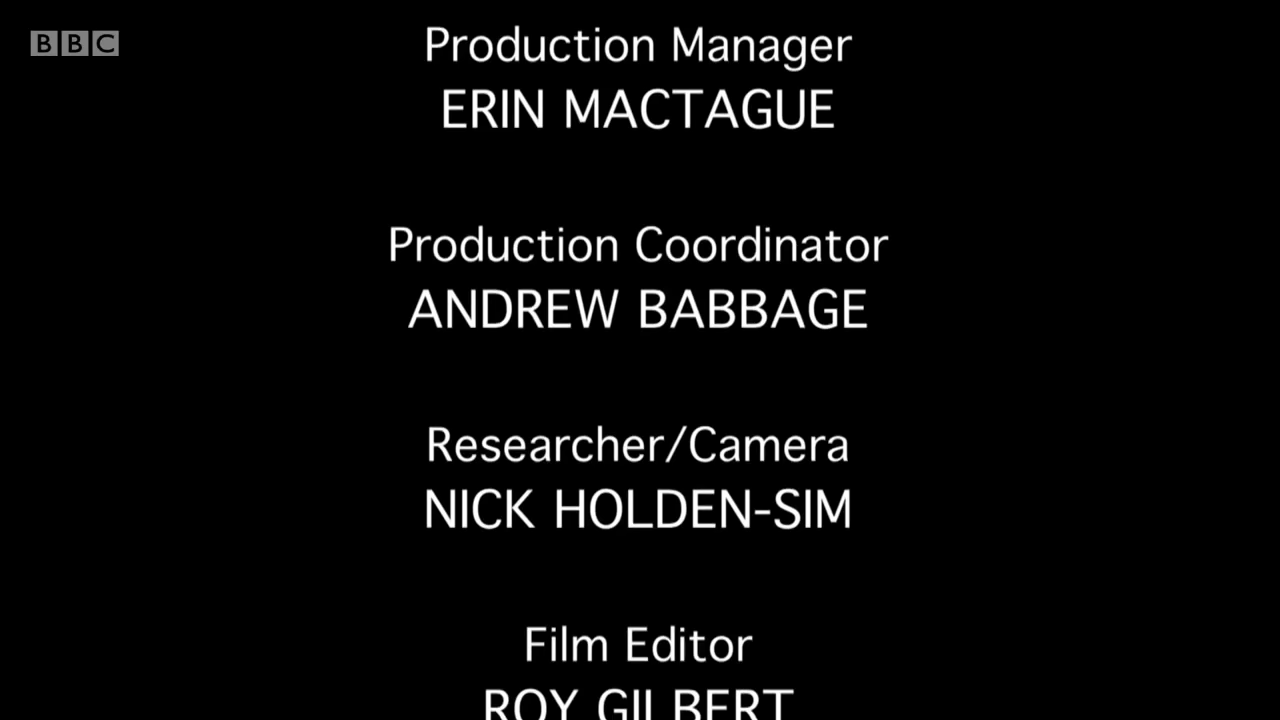 BBC
Production Manager
ERIN MACTAGUE
Production Coordinator
ANDREW BABBAGE
Researcher/Camera
NICK HOLDEN-SIM
Film Editor
ROY GILBERT